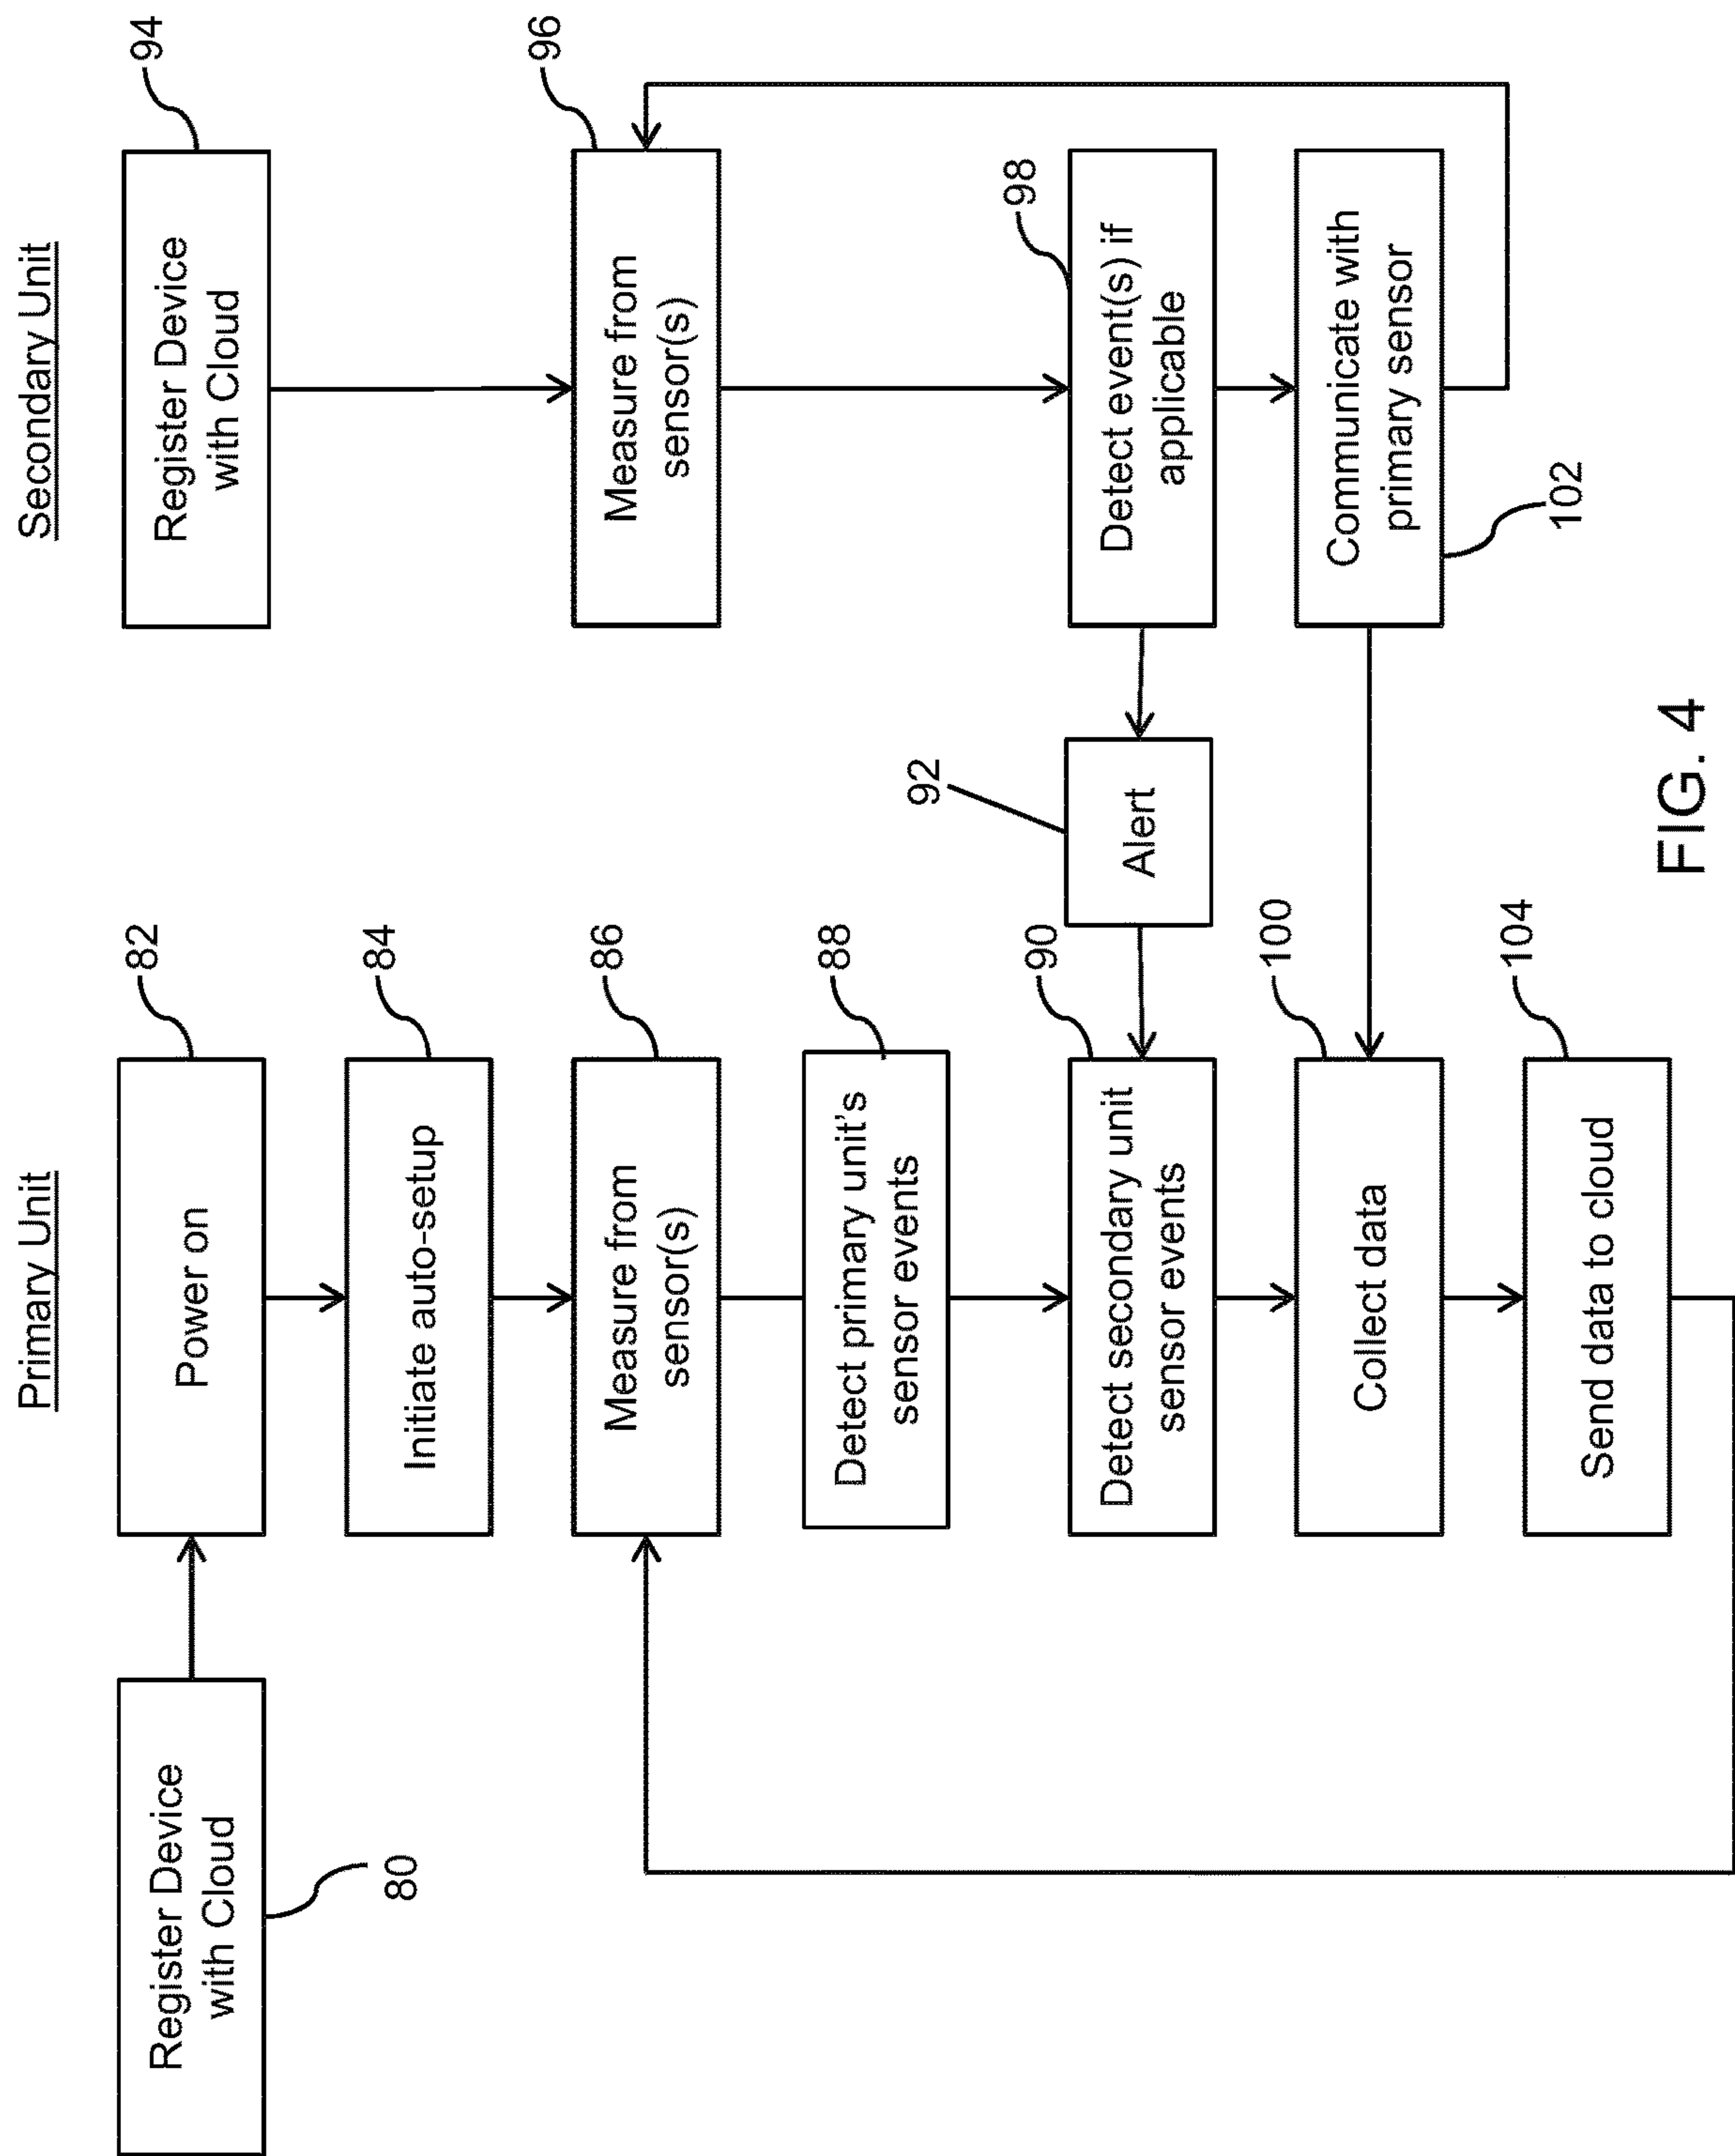 Primary Unit
Secondary Unit
Register Device
with Cloud
80
Power on
82
Register Device
with Cloud
94
Initiate auto-setup
84
Measure from
sensor(s)
86
Measure from
sensor(s)
96
Detect primary unit's
sensor events
88
Detect secondary unit
sensor events
90
Alert
92
Detect event(s) if
applicable
98
Collect data
100
Communicate with
primary sensor
102
Send data to cloud
104
FIG. 4